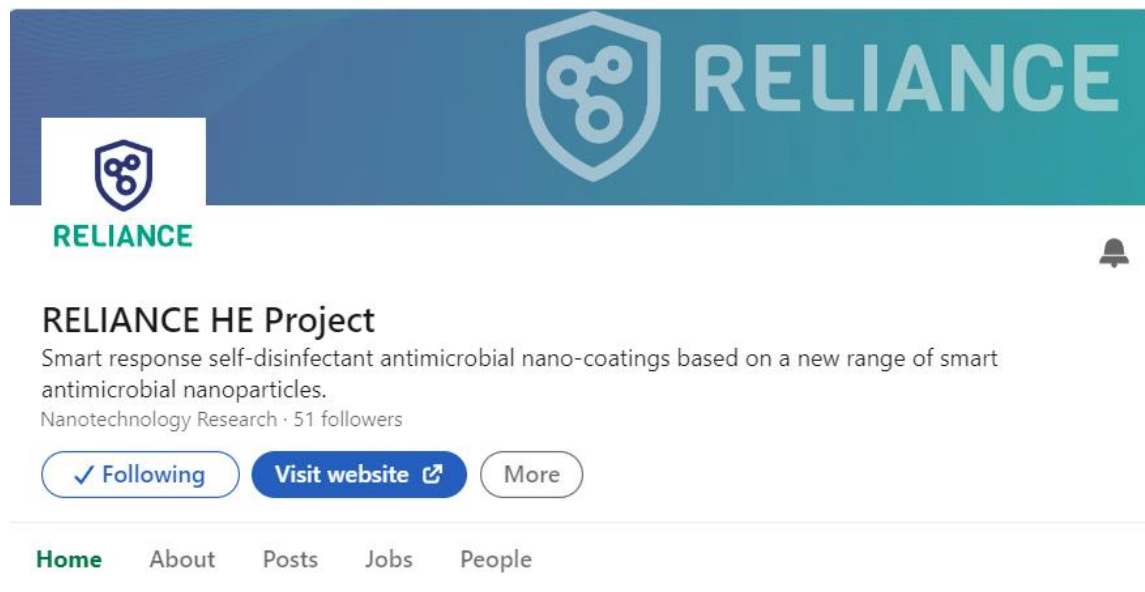 RELIANCE
RELIANCE
RELIANCE HE Project
Smart response self-disinfectant antimicrobial nano-coatings based on a new range of smart
antimicrobial nanoparticles.
Nanotechnology Research · 51 followers
Following Visit website More
Home About Posts Jobs People